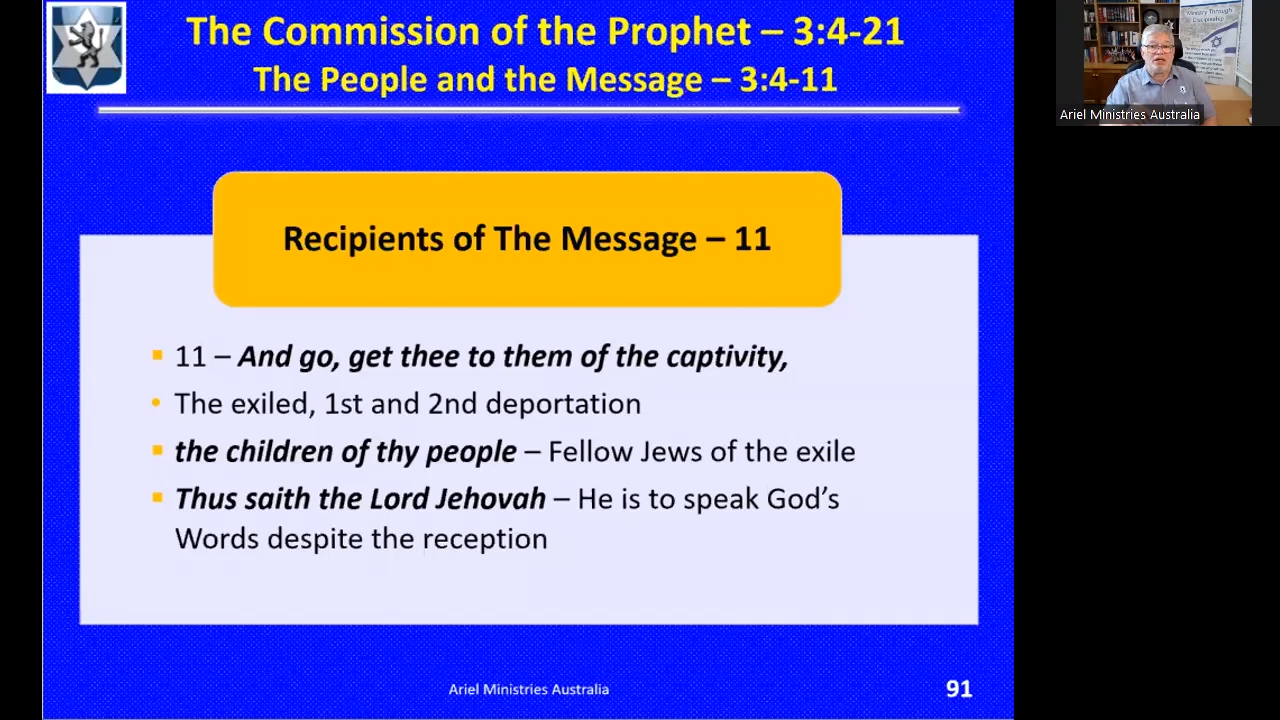 The Commission of the Prophet – 3:4-21
The People and the Message – 3:4-11
Recipients of The Message – 11
11 – And go, get thee to them of the captivity,
The exiled, 1st and 2nd deportation
the children of thy people – Fellow Jews of the exile
Thus saith the Lord Jehovah – He is to speak God's
Words despite the reception
Ariel Ministries Australia
91
Ministry Through
Discipleship
Ariel Ministries Australia